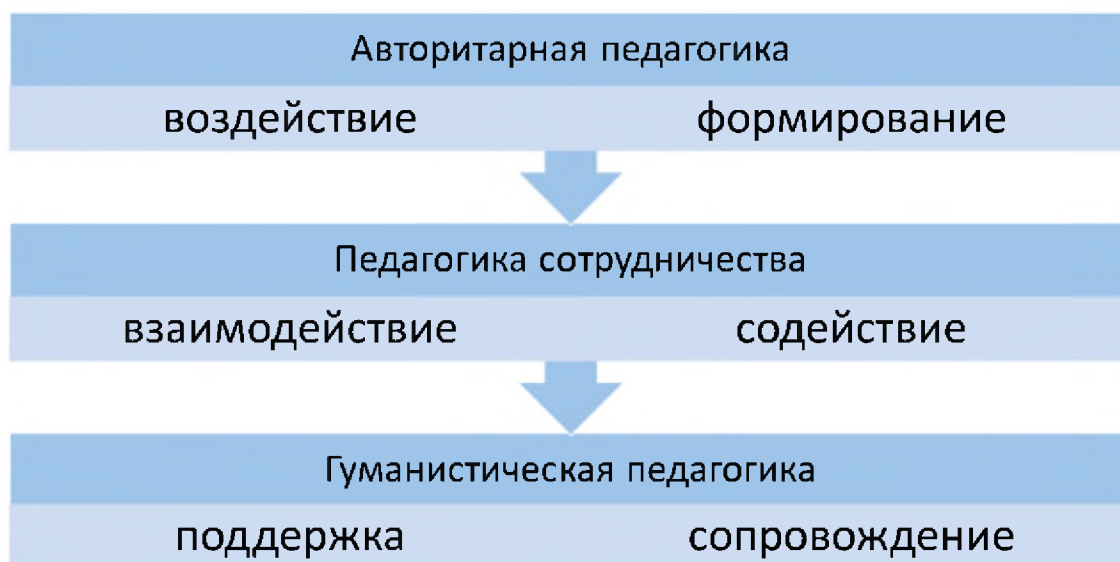 Авторитарная педагогика
воздействие формирование
Педагогика сотрудничества
взаимодействие содействие
Гуманистическая педагогика
поддержка сопровождение